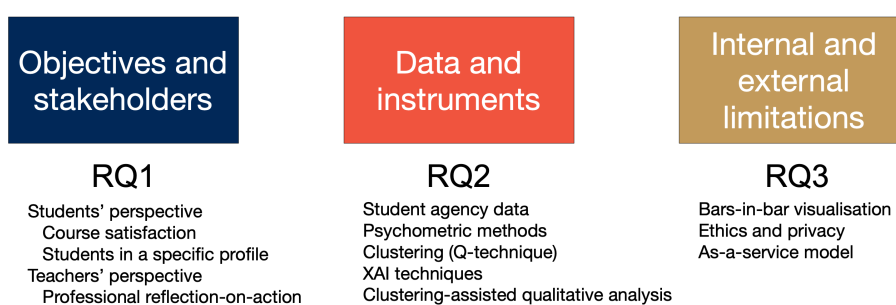 Objectives and
stakeholders
RQ1
Students’ perspective
Course satisfaction
Students in a specific profile
Teachers’ perspective
Professional reflection-on-action
Data and
instruments
RQ2
Student agency data
Psychometric methods
Clustering (Q-technique)
XAI techniques
Clustering-assisted qualitative analysis
Internal and
external
limitations
RQ3
Bars-in-bar visualisation
Ethics and privacy
As-a-service model